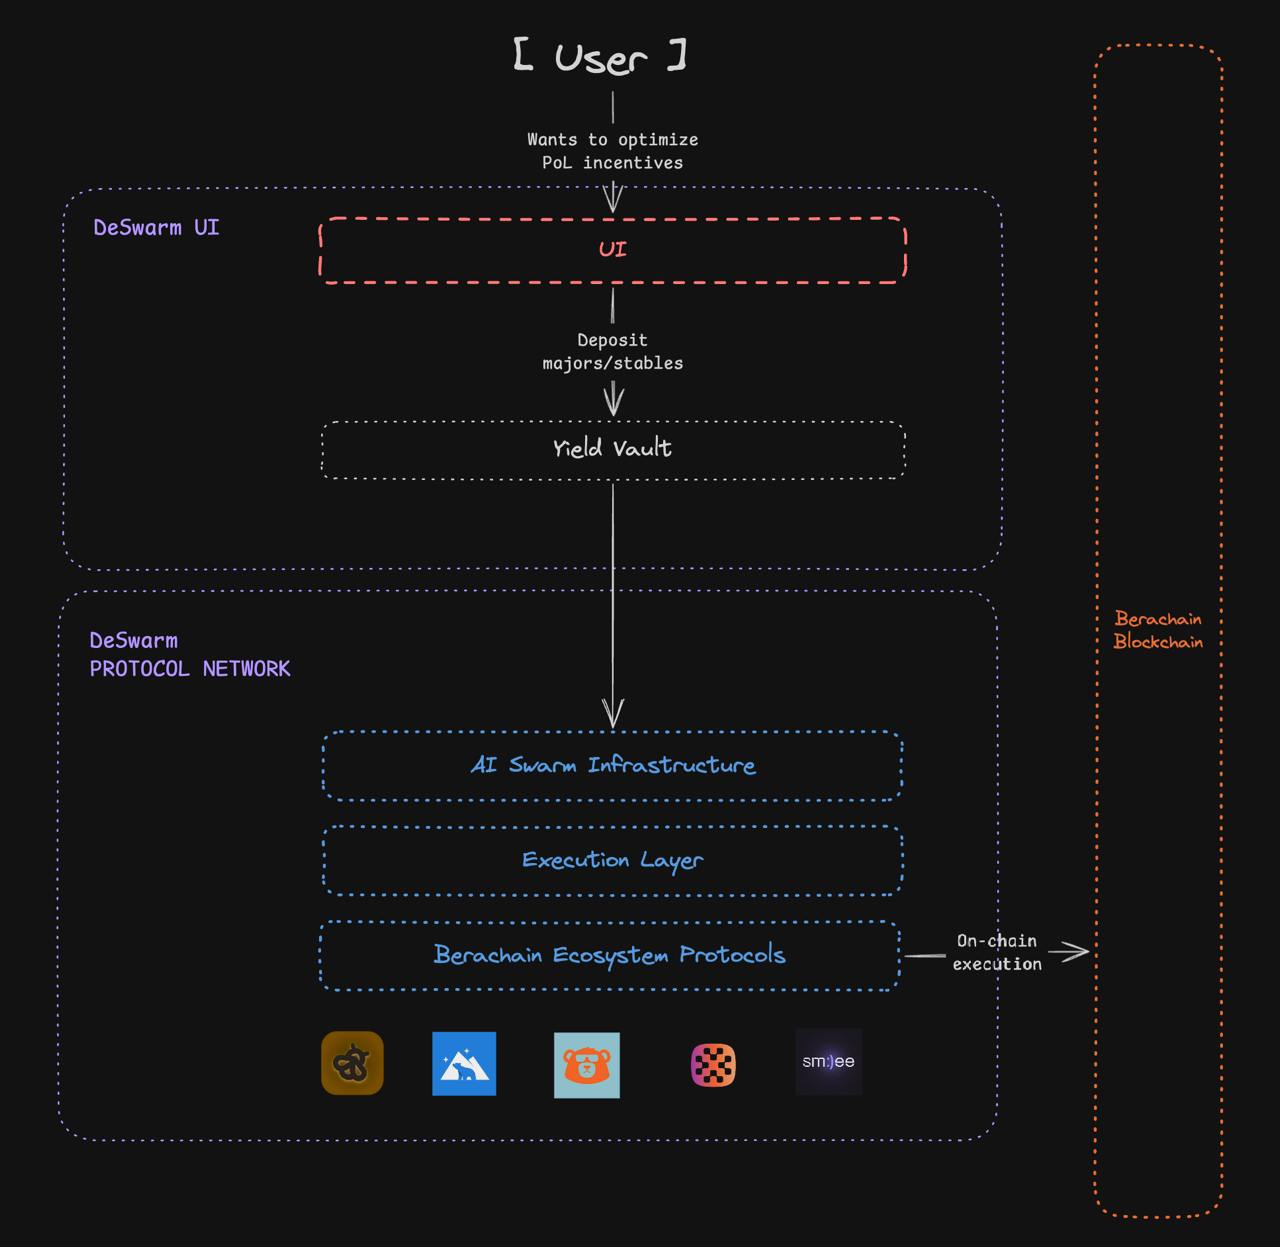 [ User ]
Wants to optimize
PoL incentives
DeSwarm UI
UI
Deposit
majors/stables
Yield Vault
DeSwarm
PROTOCOL NETWORK
Berachain
Blockchain
AI Swarm Infrastructure
Execution Layer
Berachain Ecosystem Protocols
On-chain
execution
sm:)ee